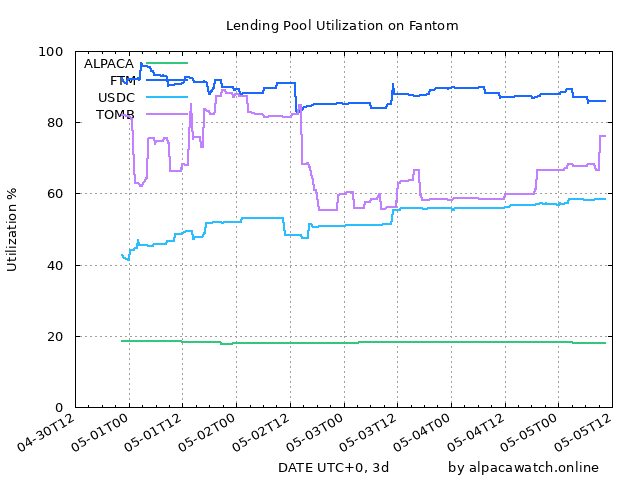 Lending Pool Utilization on Fantom
100
80
60
40
20
0
Utilization %
ALPACA
FTM
USDC
TOMB
04-30T12
05-01T00
05-01T12
05-02T00
05-02T12
05-03T00
05-03T12
05-04T00
05-04T12
05-05T00
05-05T12
DATE UTC+0, 3d
by alpacawatch.online